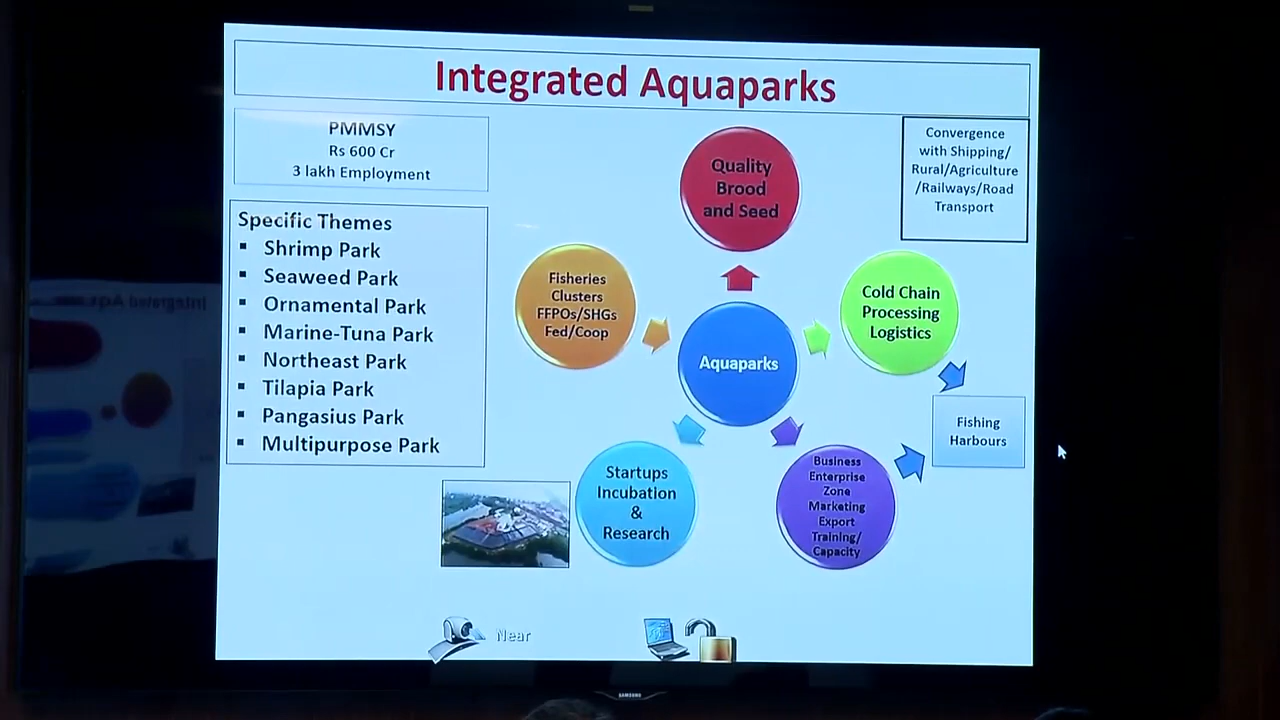 Integrated Aquaparks
PMMSY
Rs 600 Cr
3 lakh Employment
Specific Themes
Shrimp Park
Seaweed Park
Ornamental Park
Marine-Tuna Park
Northeast Park
Tilapia Park
Pangasius Park
Multipurpose Park
Quality
Brood
and Seed
Convergence
with Shipping/
Rural/Agriculture
/Railways/Road
Transport
Fisheries
Clusters
FFPOs/SHGs
Fed/Coop
Cold Chain
Processing
Logistics
Aquaparks
Fishing
Harbours
Startups
Incubation
&
Research
Business
Enterprise
Zone
Marketing
Export
Training/
Capacity
Near
SAMSUNG